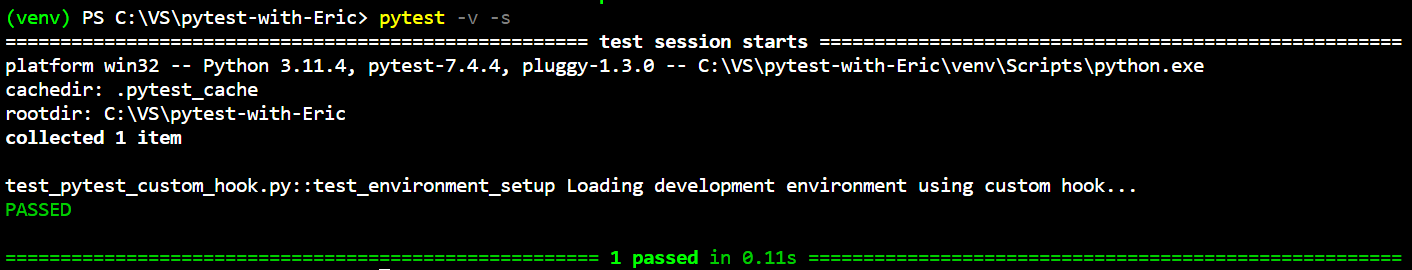 (venv) PS C:\VS\pytest-with-Eric> pytest -v -s
===================================================== test session starts =====================================================
platform win32 -- Python 3.11.4, pytest-7.4.4, pluggy-1.3.0 -- C:\VS\pytest-with-Eric\venv\Scripts\python.exe
cachedir: .pytest_cache
rootdir: C:\VS\pytest-with-Eric
collected 1 item
test_pytest_custom_hook.py::test_environment_setup Loading development environment using custom hook...
PASSED
====================================================== 1 passed in 0.11s ======================================================